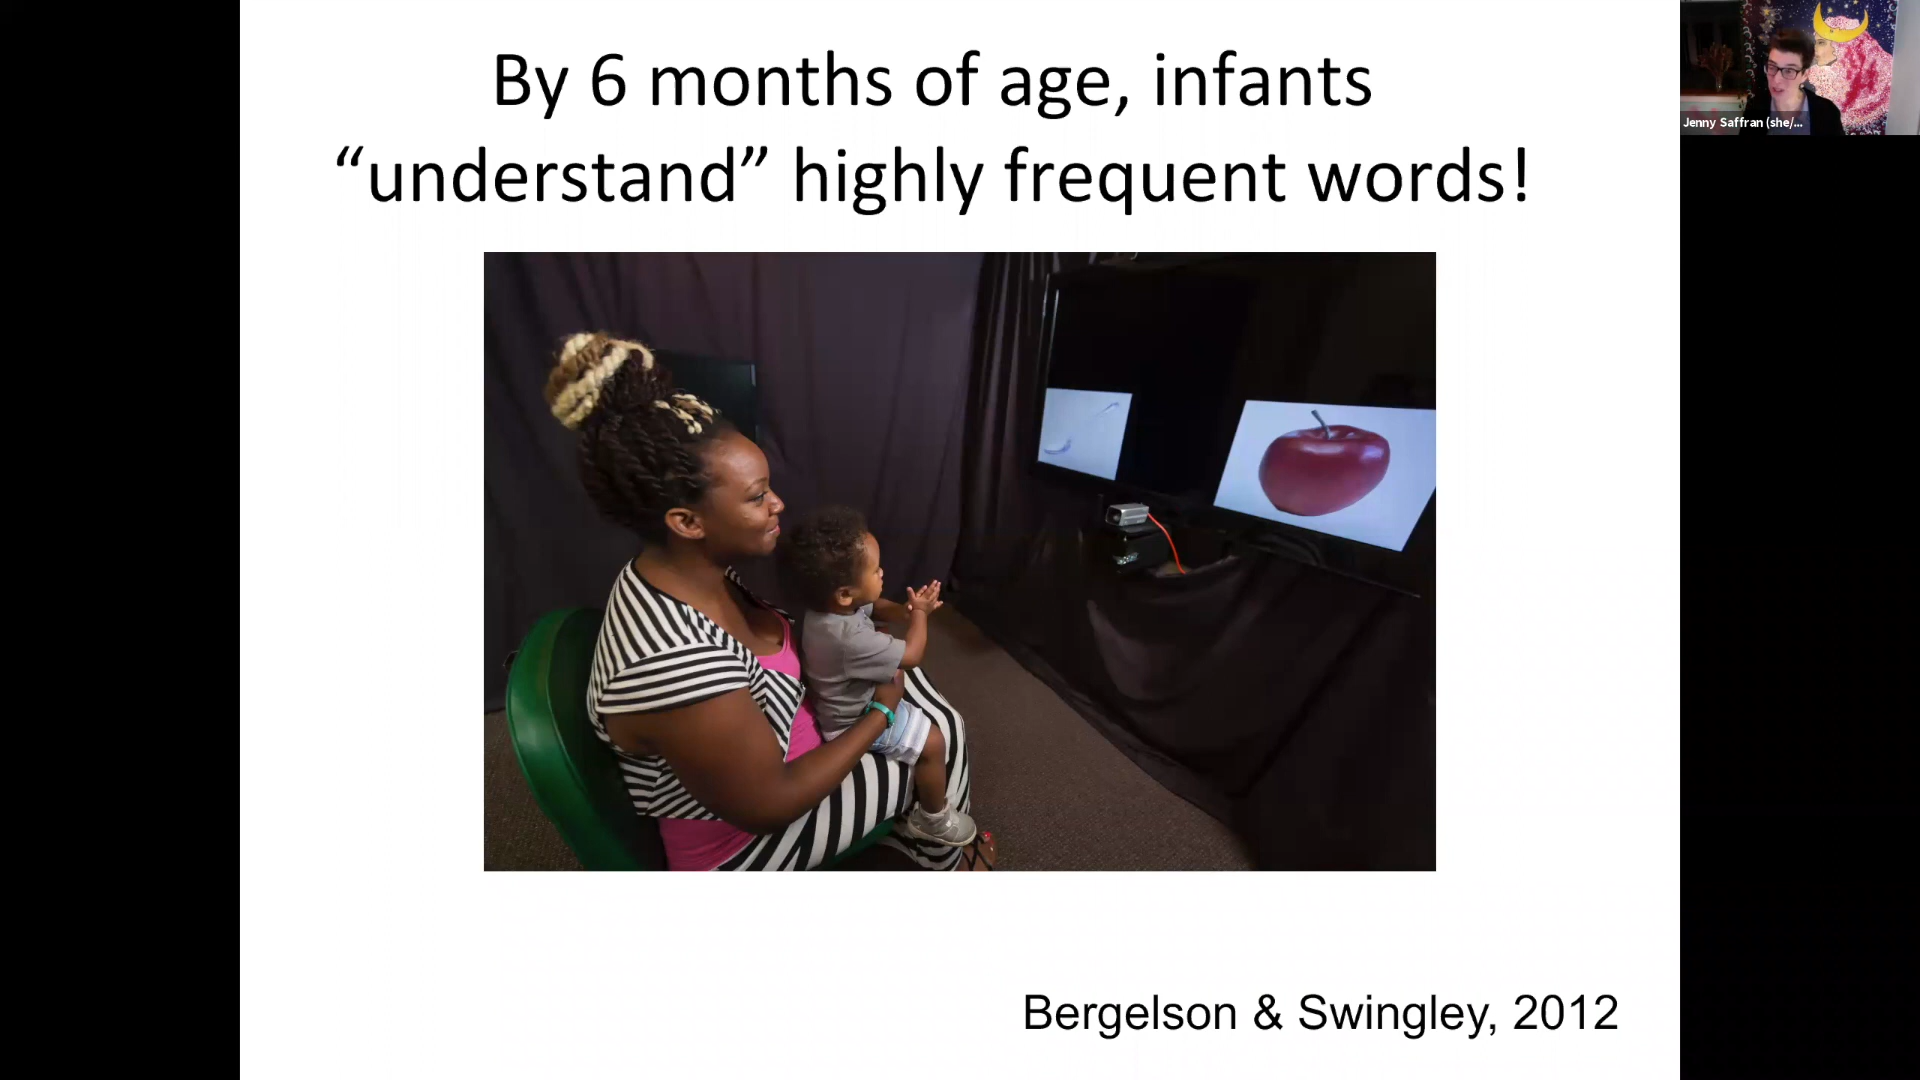 By 6 months of age, infants
“understand” highly frequent words!
Jenny Saffran (she/...
Bergelson & Swingley, 2012